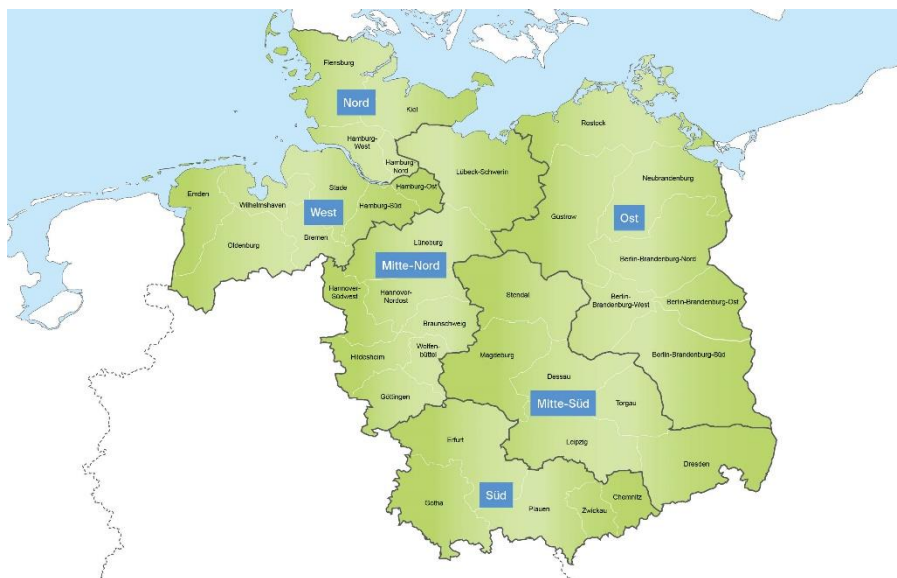 Flensburg
Nord
Kiel
Hamburg-
West
Hamburg
Nord
Rostock
Lübeck-Schwerin
Neubrandenburg
Emden
Wilhelmshaven
Stade
Hamburg-Ost
Hamburg-Süd
West
Oldenburg
Bremen
Güstrow
Ost
Lüneburg
Mitte-Nord
Berlin-Brandenburg-Nord
Hannover-
Südwest
Hannover-
Nordost
Stendal
Berlin-
Brandenburg-West
Berlin-Brandenburg-Ost
Braunschweig
Wolfen-
büttel
Hildesheim
Magdeburg
Berlin-Brandenburg-Süd
Dessau
Göttingen
Mitte-Süd
Torgau
Erfurt
Leipzig
Dresden
Gotha
Süd
Plauen
Zwickau
Chemnitz